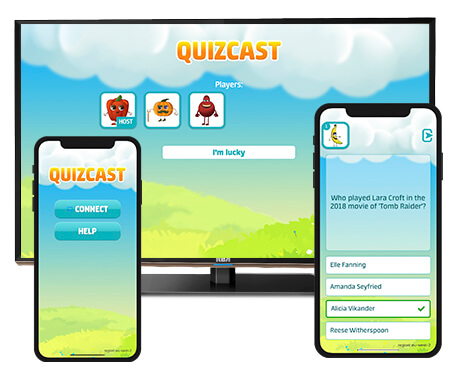 QUIZCAST
Players:
HOST
I'm lucky
QUIZCAST
CONNECT
HELP
Who played Lara Croft in the
2018 movie of 'Tomb Raider'?
Elle Fanning
Amanda Seyfried
Alicia Vikander
Reese Witherspoon